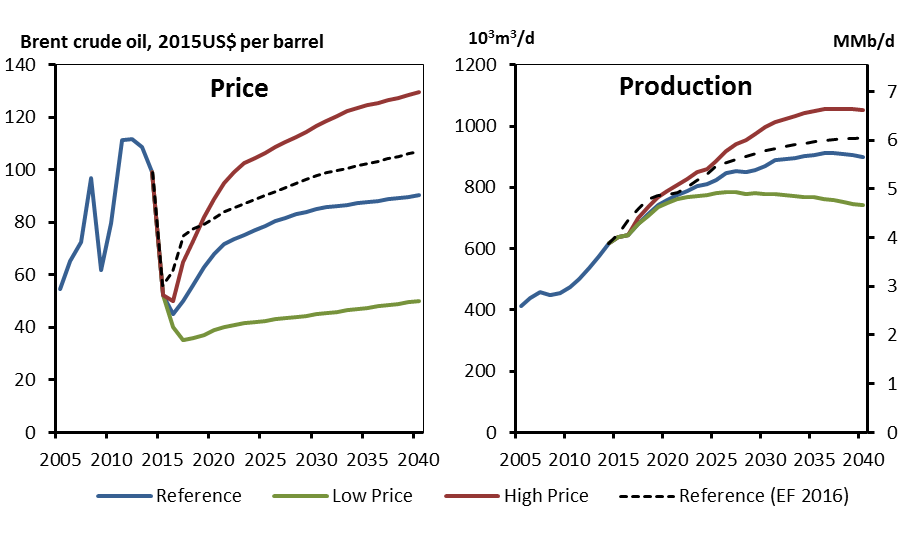 Brent crude oil, 2015US$ per barrel
10³m³/d
MMb/d
Price
Production
140
120
100
80
60
40
20
0
1200
1000
800
600
400
200
0
7
6
5
4
3
2
1
0
2005 2010 2015 2020 2025 2030 2035 2040
2005 2010 2015 2020 2025 2030 2035 2040
Reference Low Price High Price Reference (EF 2016)